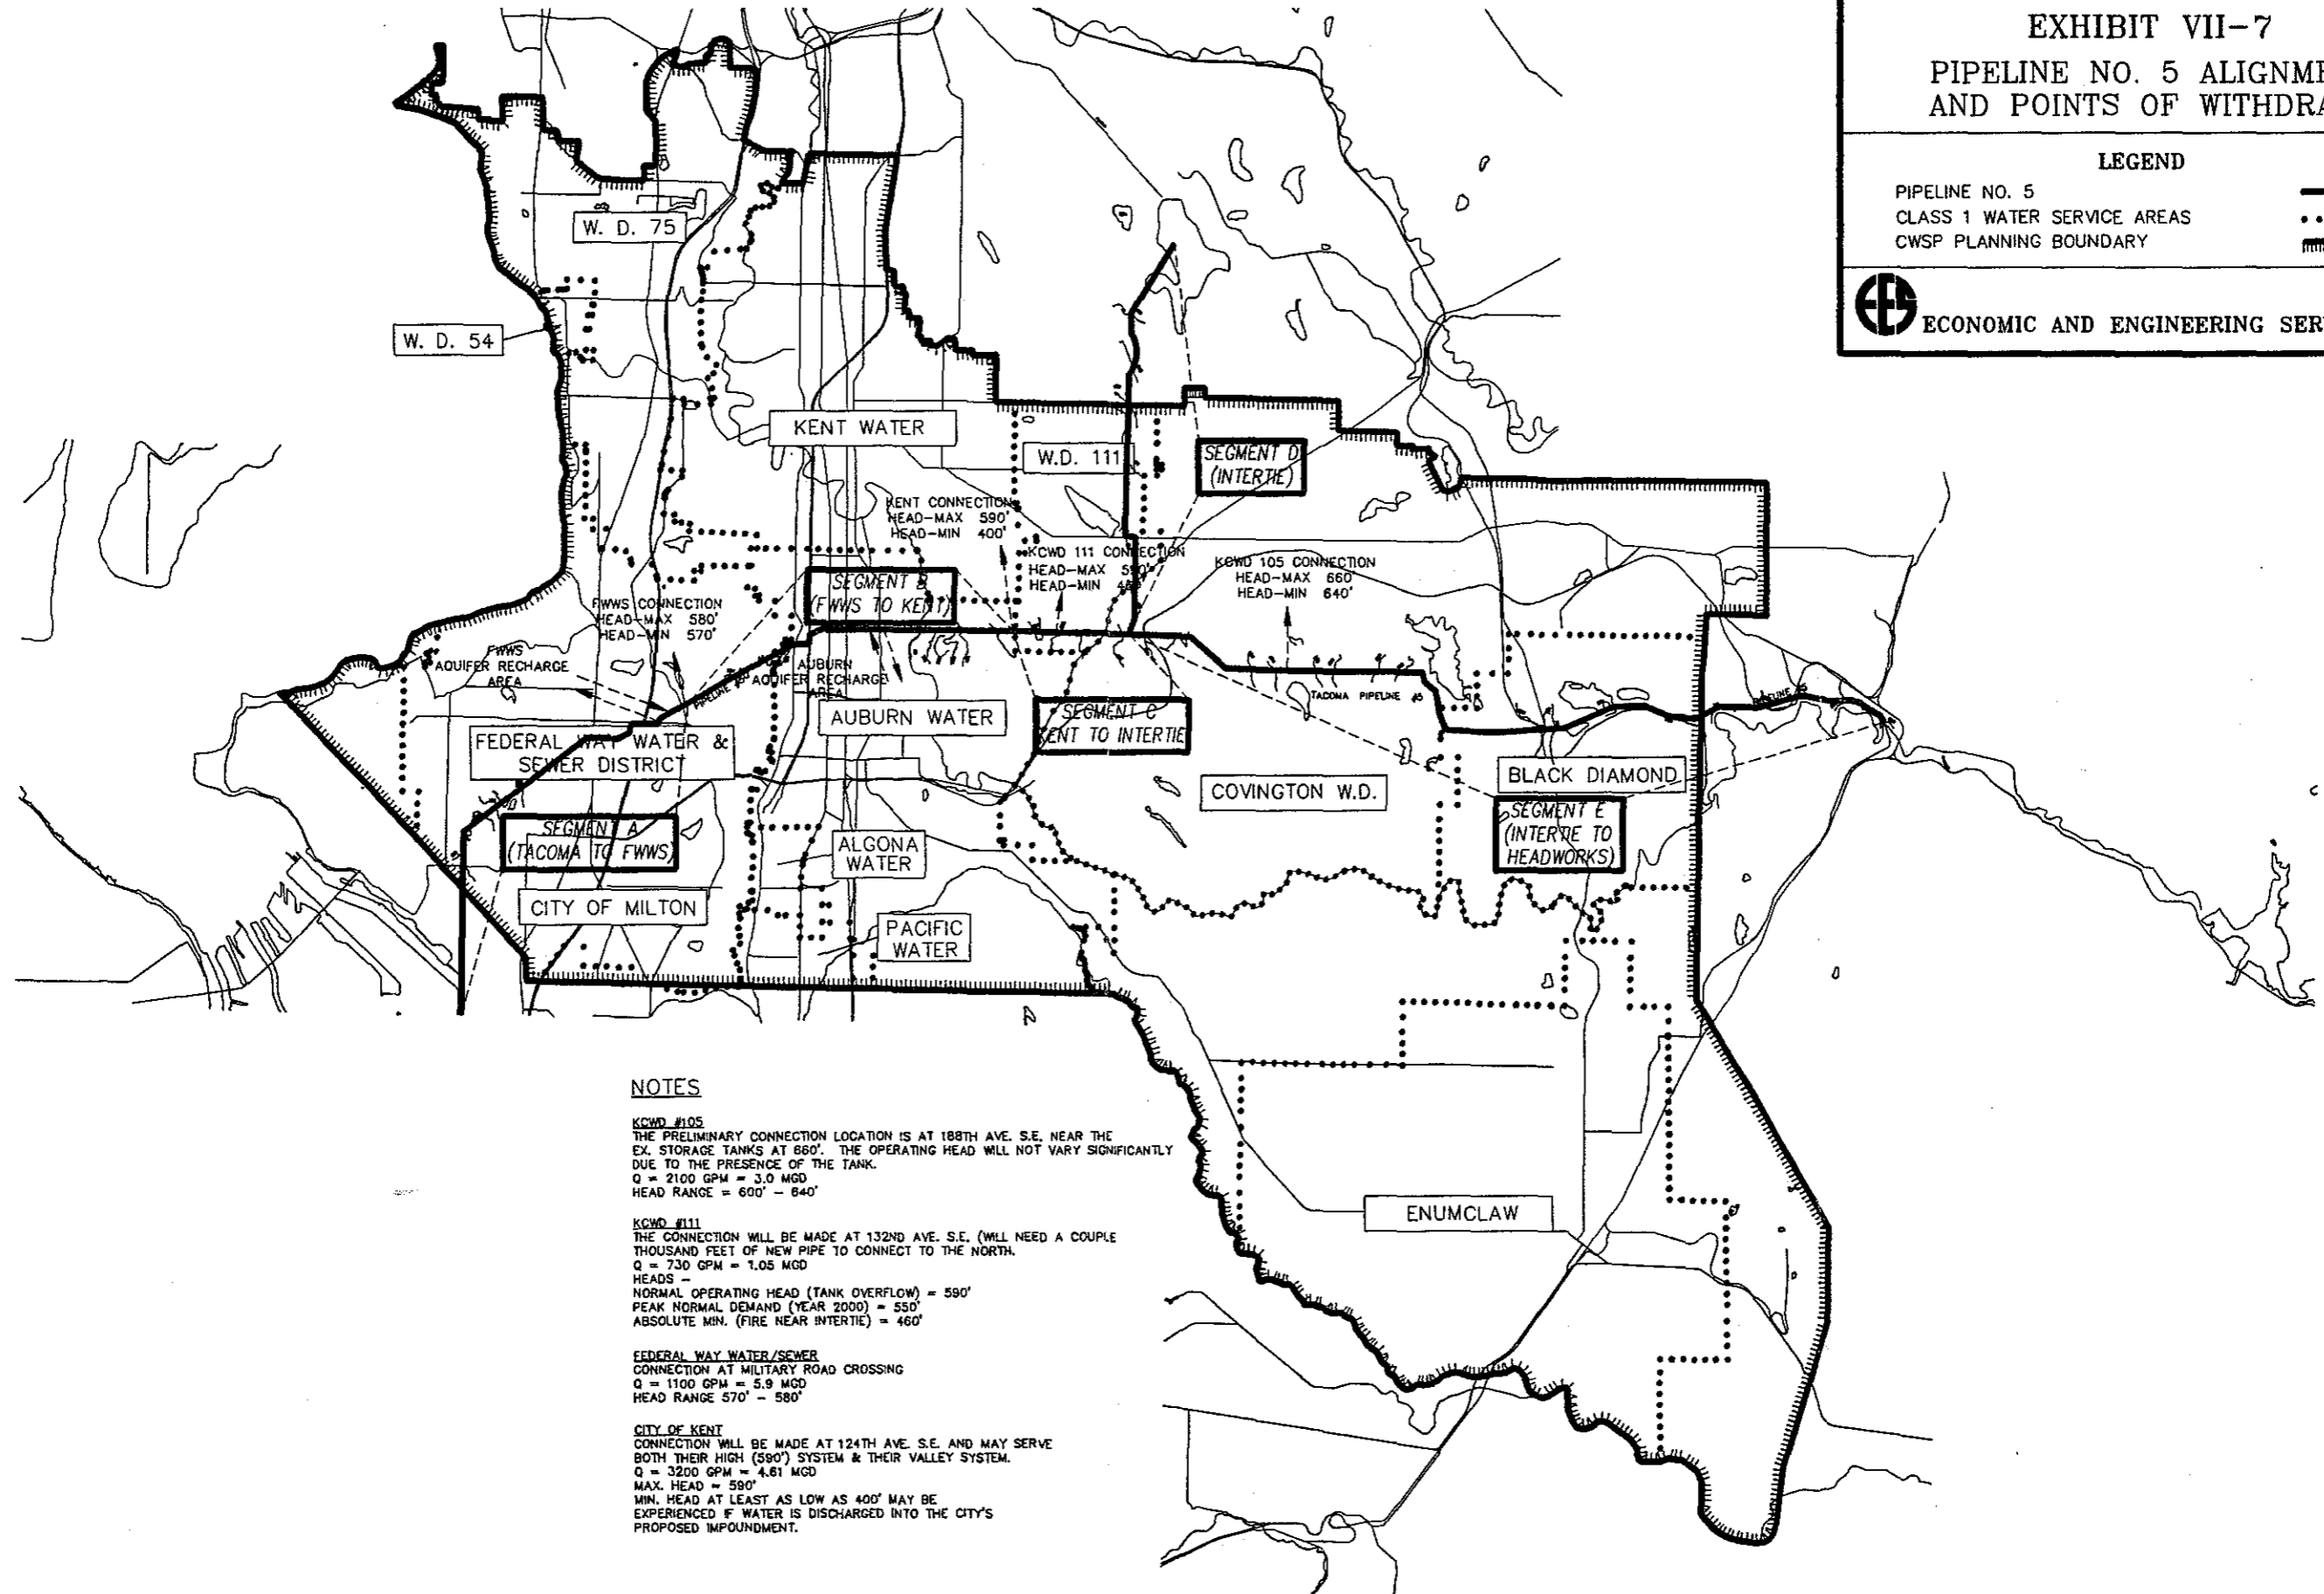 EXHIBIT VII-7
PIPELINE NO. 5 ALIGNME
AND POINTS OF WITHDRA
LEGEND
PIPELINE NO. 5
CLASS 1 WATER SERVICE AREAS
CWSP PLANNING BOUNDARY
EES
ECONOMIC AND ENGINEERING SER
W. D. 75
W. D. 54
KENT WATER
W.D. 111
SEGMENT D
(INTERTIE)
KENT CONNECTION
HEAD-MAX 590'
HEAD-MIN 400'
KCWD 111 CONNECTION
HEAD-MAX 590'
HEAD-MIN
KCWD 105 CONNECTION
HEAD-MAX 660'
HEAD-MIN 640'
SEGMENT B
(FWWS TO KENT)
FWWS CONNECTION
HEAD-MAX 580'
HEAD-MIN 570'
FWWS
AQUIFER RECHARGE
AREA
AUBURN
AQUIFER RECHARGE
AREA
PIPELINE
TACOMA PIPELINE #5
PIPELINE #5
AUBURN WATER
SEGMENT C
KENT TO INTERTIE
FEDERAL WAY WATER &
SEWER DISTRICT
BLACK DIAMOND
COVINGTON W.D.
SEGMENT E
(INTERTIE TO
HEADWORKS)
SEGMENT A
(TACOMA TO FWWS)
ALGONA
WATER
CITY OF MILTON
PACIFIC
WATER
ENUMCLAW
NOTES
KCWD #105
THE PRELIMINARY CONNECTION LOCATION IS AT 188TH AVE. S.E. NEAR THE
EX. STORAGE TANKS AT 660'. THE OPERATING HEAD WILL NOT VARY SIGNIFICANTLY
DUE TO THE PRESENCE OF THE TANK.
Q = 2100 GPM = 3.0 MGD
HEAD RANGE = 600' - 640'
KCWD #111
THE CONNECTION WILL BE MADE AT 132ND AVE. S.E. (WILL NEED A COUPLE
THOUSAND FEET OF NEW PIPE TO CONNECT TO THE NORTH.
Q = 730 GPM = 1.05 MGD
HEADS -
NORMAL OPERATING HEAD (TANK OVERFLOW) = 590'
PEAK NORMAL DEMAND (YEAR 2000) = 550'
ABSOLUTE MIN. (FIRE NEAR INTERTIE) = 460'
FEDERAL WAY WATER/SEWER
CONNECTION AT MILITARY ROAD CROSSING
Q = 1100 GPM = 5.9 MGD
HEAD RANGE 570' - 580'
CITY OF KENT
CONNECTION WILL BE MADE AT 124TH AVE. S.E. AND MAY SERVE
BOTH THEIR HIGH (590') SYSTEM & THEIR VALLEY SYSTEM.
Q = 3200 GPM = 4.61 MGD
MAX. HEAD = 590'
MIN. HEAD AT LEAST AS LOW AS 400' MAY BE
EXPERIENCED IF WATER IS DISCHARGED INTO THE CITY'S
PROPOSED IMPOUNDMENT.